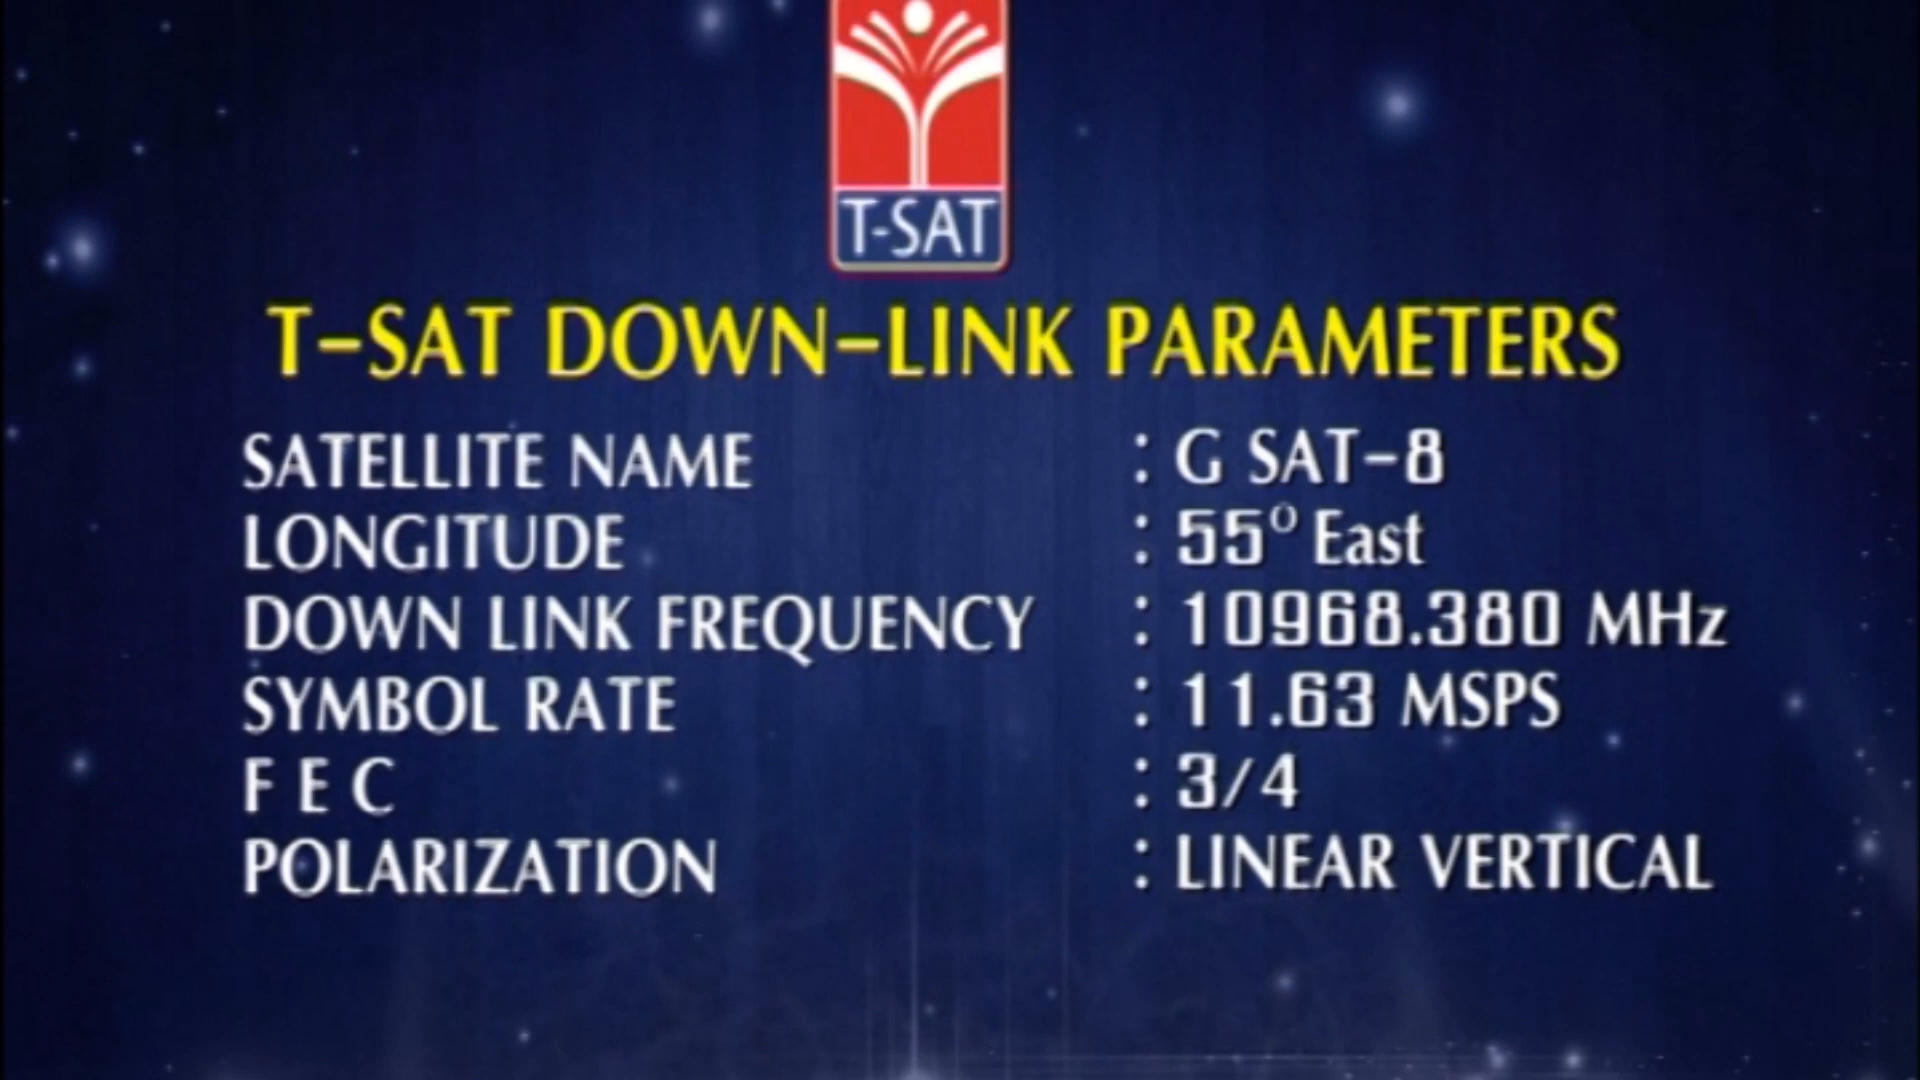 T-SAT
T-SAT DOWN-LINK PARAMETERS
SATELLITE NAME : G SAT-8
LONGITUDE : 55° East
DOWN LINK FREQUENCY : 10968.380 MHz
SYMBOL RATE : 11.63 MSPS
F E C : 3/4
POLARIZATION : LINEAR VERTICAL